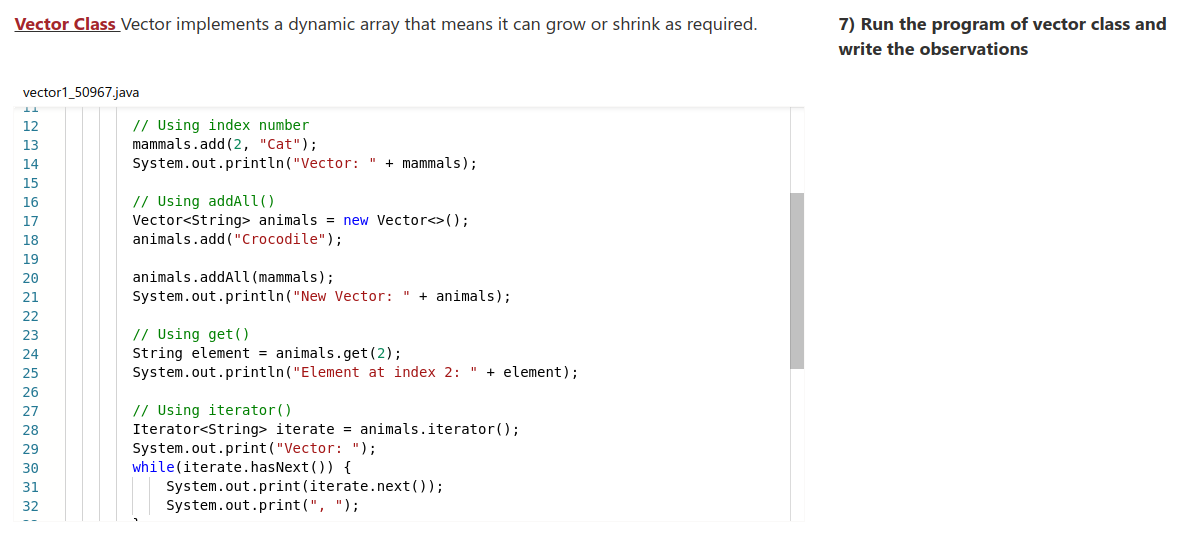 Vector Class Vector implements a dynamic array that means it can grow or shrink as required.
7) Run the program of vector class and
write the observations
vector1_50967.java
11
12 // Using index number
13 mammals.add(2, "Cat");
14 System.out.println("Vector: " + mammals);
15
16 // Using addAll()
17 Vector<String> animals = new Vector<>();
18 animals.add("Crocodile");
19
20 animals.addAll(mammals);
21 System.out.println("New Vector: " + animals);
22
23 // Using get()
24 String element = animals.get(2);
25 System.out.println("Element at index 2: " + element);
26
27 // Using iterator()
28 Iterator<String> iterate = animals.iterator();
29 System.out.print("Vector: ");
30 while(iterate.hasNext()) {
31 System.out.print(iterate.next());
32 System.out.print(", ");